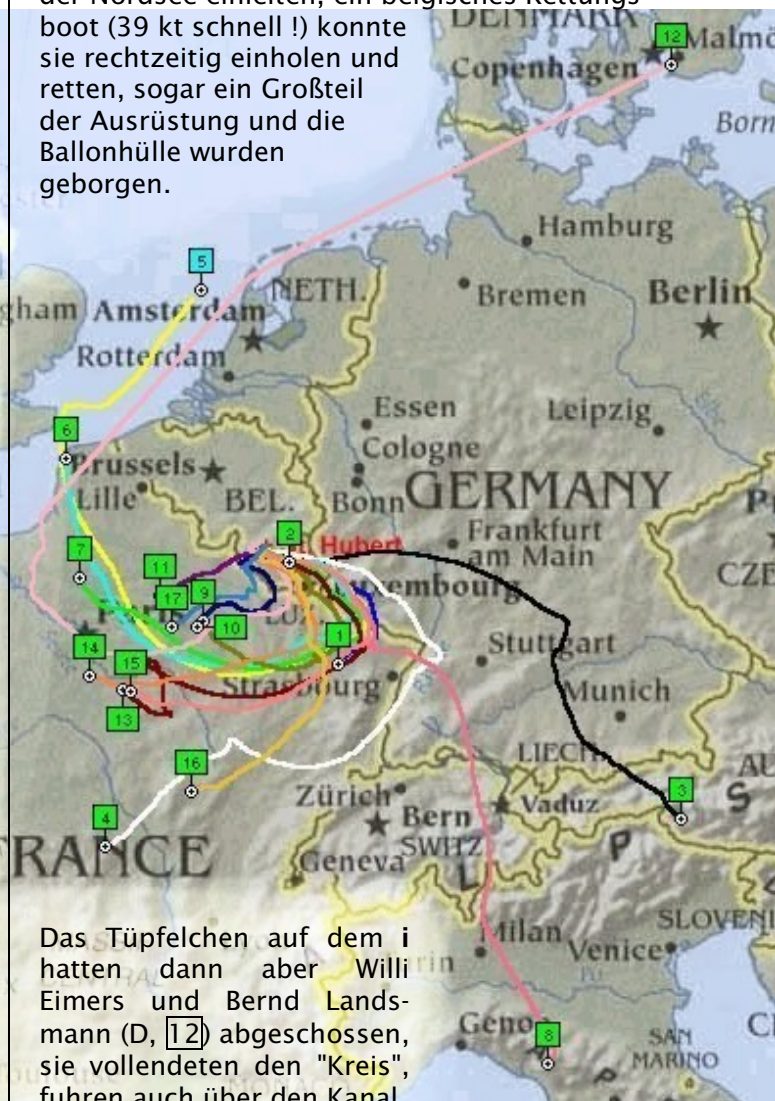 der Nordsee einleiten, ein belgisches Rettungs-
boot (39 kt schnell !) konnte
sie rechtzeitig einholen und
retten, sogar ein Großteil
der Ausrüstung und die
Ballonhülle wurden
geborgen.
DENMARK
12
Malmö
Copenhagen
Born
Hamburg
5
NETH.
Bremen
Berlin
gham
Amsterdam
Rotterdam
Essen
Leipzig
6
Cologne
Brussels
Lille
BEL.
Bonn
GERMANY
2
Hubert
Frankfurt
am Main
7
11
9
Luxembourg
CZE
17
LUX.
10
1
14
Stuttgart
15
Strasbourg
Munich
13
LIECH.
AU
16
Zürich
Vaduz
3
4
Bern
S
FRANCE
SWITZ
P
Geneva
L
SLOVENI
Das Tüpfelchen auf dem i
hatten dann aber Willi
Eimers und Bernd Lands-
mann (D, 12) abgeschossen,
sie vollendeten den "Kreis",
fuhren auch über den Kanal
Milan
Venice
rin
Geno
8
SAN
MARINO
P